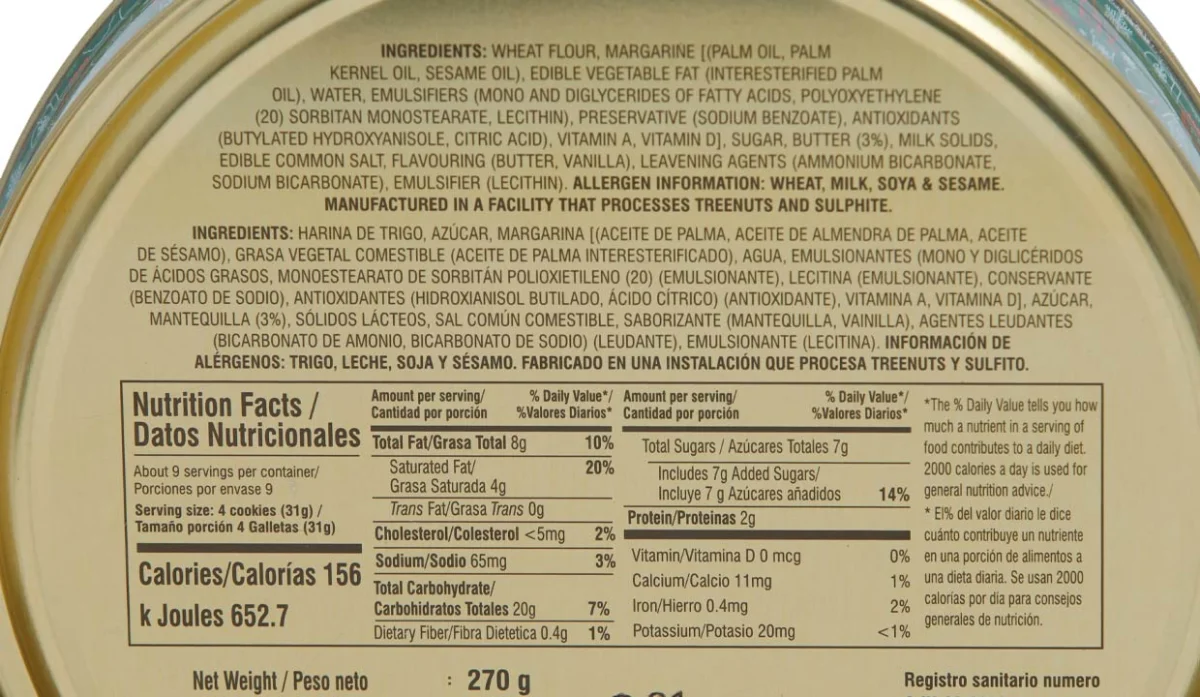 INGREDIENTS: WHEAT FLOUR, MARGARINE [(PALM OIL, PALM
KERNEL OIL, SESAME OIL), EDIBLE VEGETABLE FAT (INTERESTERIFIED PALM
OIL), WATER, EMULSIFIERS (MONO AND DIGLYCERIDES OF FATTY ACIDS, POLYOXYETHYLENE
(20) SORBITAN MONOSTEARATE, LECITHIN), PRESERVATIVE (SODIUM BENZOATE), ANTIOXIDANTS
(BUTYLATED HYDROXYANISOLE, CITRIC ACID), VITAMIN A, VITAMIN D], SUGAR, BUTTER (3%), MILK SOLIDS,
EDIBLE COMMON SALT, FLAVOURING (BUTTER, VANILLA), LEAVENING AGENTS (AMMONIUM BICARBONATE,
SODIUM BICARBONATE), EMULSIFIER (LECITHIN). ALLERGEN INFORMATION: WHEAT, MILK, SOYA & SESAME.
MANUFACTURED IN A FACILITY THAT PROCESSES TREENUTS AND SULPHITE.
INGREDIENTS: HARINA DE TRIGO, AZÚCAR, MARGARINA [(ACEITE DE PALMA, ACEITE DE ALMENDRA DE PALMA, ACEITE
DE SÉSAMO), GRASA VEGETAL COMESTIBLE (ACEITE DE PALMA INTERESTERIFICADO), AGUA, EMULSIONANTES (MONO Y DIGLICÉRIDOS
DE ÁCIDOS GRASOS, MONOESTEARATO DE SORBITÁN POLIOXIETILENO (20) (EMULSIONANTE), LECITINA (EMULSIONANTE), CONSERVANTE
(BENZOATO DE SODIO), ANTIOXIDANTES (HIDROXIANISOL BUTILADO, ÁCIDO CÍTRICO) (ANTIOXIDANTE), VITAMINA A, VITAMINA D], AZÚCAR,
MANTEQUILLA (3%), SÓLIDOS LÁCTEOS, SAL COMÚN COMESTIBLE, SABORIZANTE (MANTEQUILLA, VAINILLA), AGENTES LEUDANTES
(BICARBONATO DE AMONIO, BICARBONATO DE SODIO) (LEUDANTE), EMULSIONANTE (LECITINA). INFORMACIÓN DE
ALÉRGENOS: TRIGO, LECHE, SOJA Y SÉSAMO. FABRICADO EN UNA INSTALACIÓN QUE PROCESA TREENUTS Y SULFITO.
Nutrition Facts /
Datos Nutricionales
About 9 servings per container/
Porciones por envase 9
Serving size: 4 cookies (31g) /
Tamaño porción 4 Galletas (31g)
Calories/Calorías 156
k Joules 652.7
Amount per serving/ % Daily Value*/
Cantidad por porción %Valores Diarios*
Total Fat/Grasa Total 8g 10%
Saturated Fat/ 20%
Grasa Saturada 4g
Trans Fat/Grasa Trans 0g
Cholesterol/Colesterol <5mg 2%
Sodium/Sodio 65mg 3%
Total Carbohydrate/
Carbohidratos Totales 20g 7%
Dietary Fiber/Fibra Dietetica 0.4g 1%
Amount per serving/ % Daily Value*/
Cantidad por porción %Valores Diarios*
Total Sugars / Azúcares Totales 7g
Includes 7g Added Sugars/
Incluye 7 g Azúcares añadidos 14%
Protein/Proteinas 2g
Vitamin/Vitamina D 0 mcg 0%
Calcium/Calcio 11mg 1%
Iron/Hierro 0.4mg 2%
Potassium/Potasio 20mg <1%
*The % Daily Value tells you how
much a nutrient in a serving of
food contributes to a daily diet.
2000 calories a day is used for
general nutrition advice./
* El% del valor diario le dice
cuánto contribuye un nutriente
en una porción de alimentos a
una dieta diaria. Se usan 2000
calorías por dia para consejos
generales de nutrición.
Net Weight / Peso neto : 270 g
Registro sanitario numero